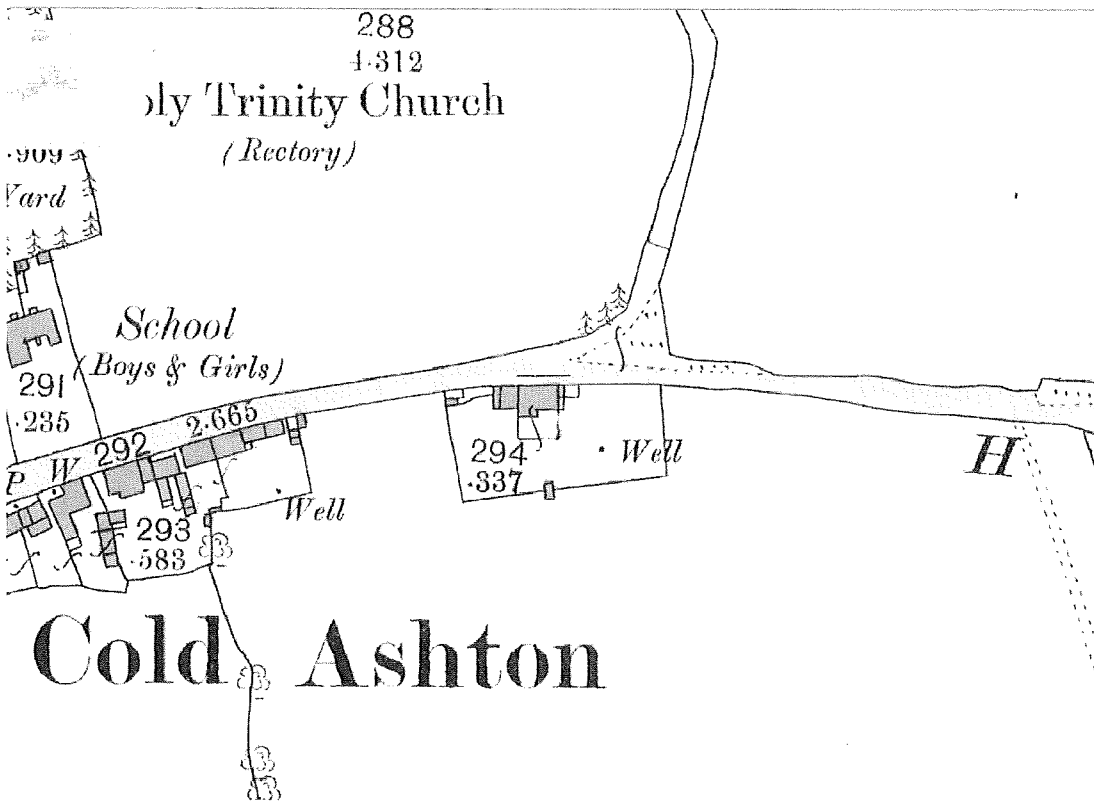 288
4·312
oly Trinity Church
(Rectory)
·909
Yard
School
(Boys & Girls)
291
·235
2·665
292
P W
293
·583
Well
294
·337
Well
H
Cold Ashton